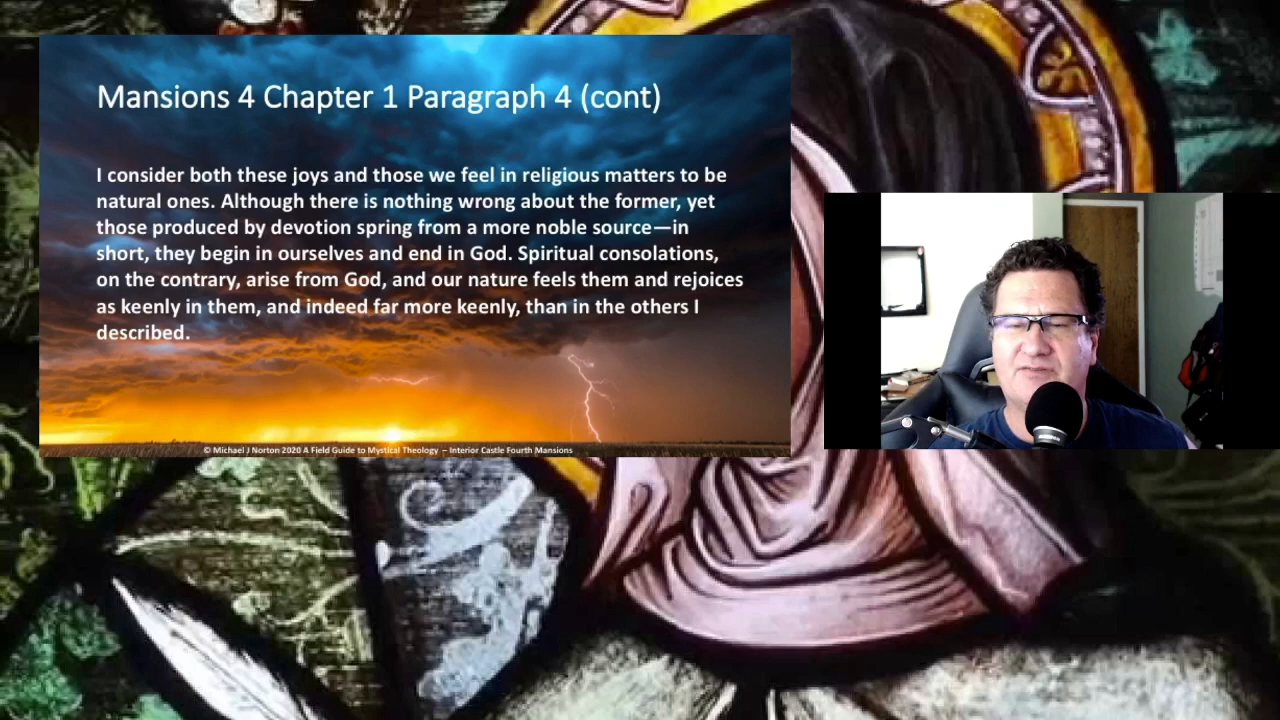 Mansions 4 Chapter 1 Paragraph 4 (cont)
I consider both these joys and those we feel in religious matters to be
natural ones. Although there is nothing wrong about the former, yet
those produced by devotion spring from a more noble source—in
short, they begin in ourselves and end in God. Spiritual consolations,
on the contrary, arise from God, and our nature feels them and rejoices
as keenly in them, and indeed far more keenly, than in the others I
described.
© Michael J Norton 2020 A Field Guide to Mystical Theology – Interior Castle Fourth Mansions